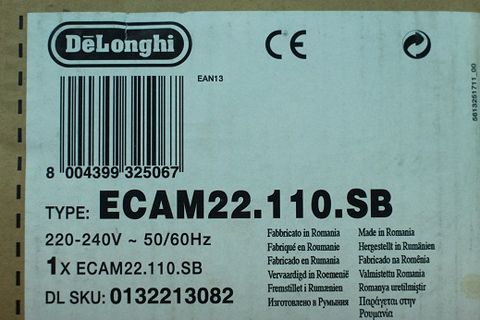 DeLonghi
CE
EAN13
8 004399 325067
5613251711_00
TYPE: ECAM22.110.SB
220-240V ~ 50/60Hz
1X ECAM22.110.SB
DL SKU: 0132213082
Fabbricato in Romania
Fabriqué en Roumanie
Fabricado en Rumania
Vervaardigd in Roemenië
Fremstillet i Rumænien
Изготовлено в Румыния
Made in Romania
Hergestellt in Rumänien
Fabricado na Roménia
Valmistettu Romania
Romanya uretilmiştir
Παράγεται στην
Ρουμανία